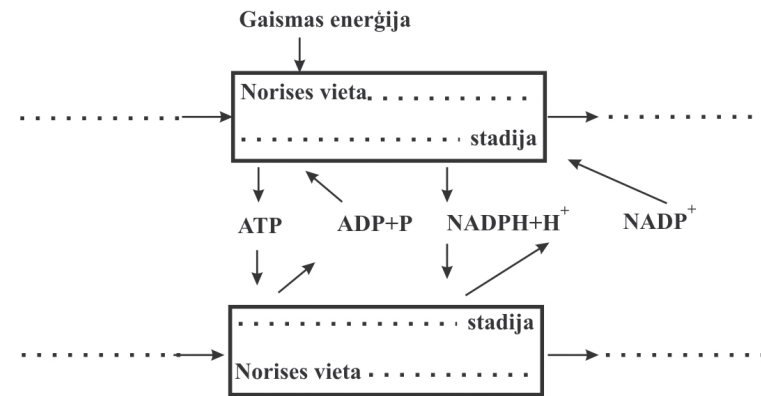 Gaismas enerģija
Norises vieta
stadija
ATP ADP+P NADPH+H+ NADP+
stadija
Norises vieta